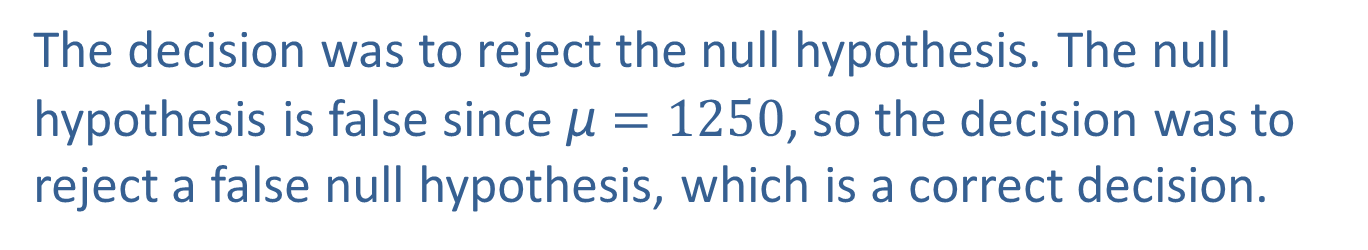 The decision was to reject the null hypothesis. The null
hypothesis is false since μ = 1250, so the decision was to
reject a false null hypothesis, which is a correct decision.